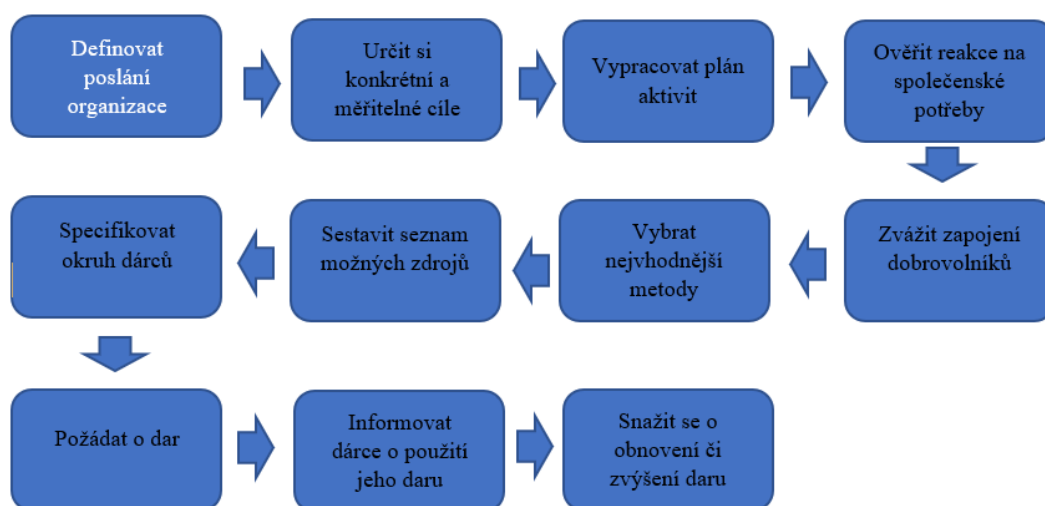 Definovat
poslání
organizace
Určit si
konkrétní a
měřitelné cíle
Vypracovat plán
aktivit
Ověřit reakce na
společenské
potřeby
Zvážit zapojení
dobrovolníků
Vybrat
nejvhodnější
metody
Sestavit seznam
možných zdrojů
Specifikovat
okruh dárců
Požádat o dar
Informovat
dárce o použití
jeho daru
Snažit se o
obnovení či
zvýšení daru